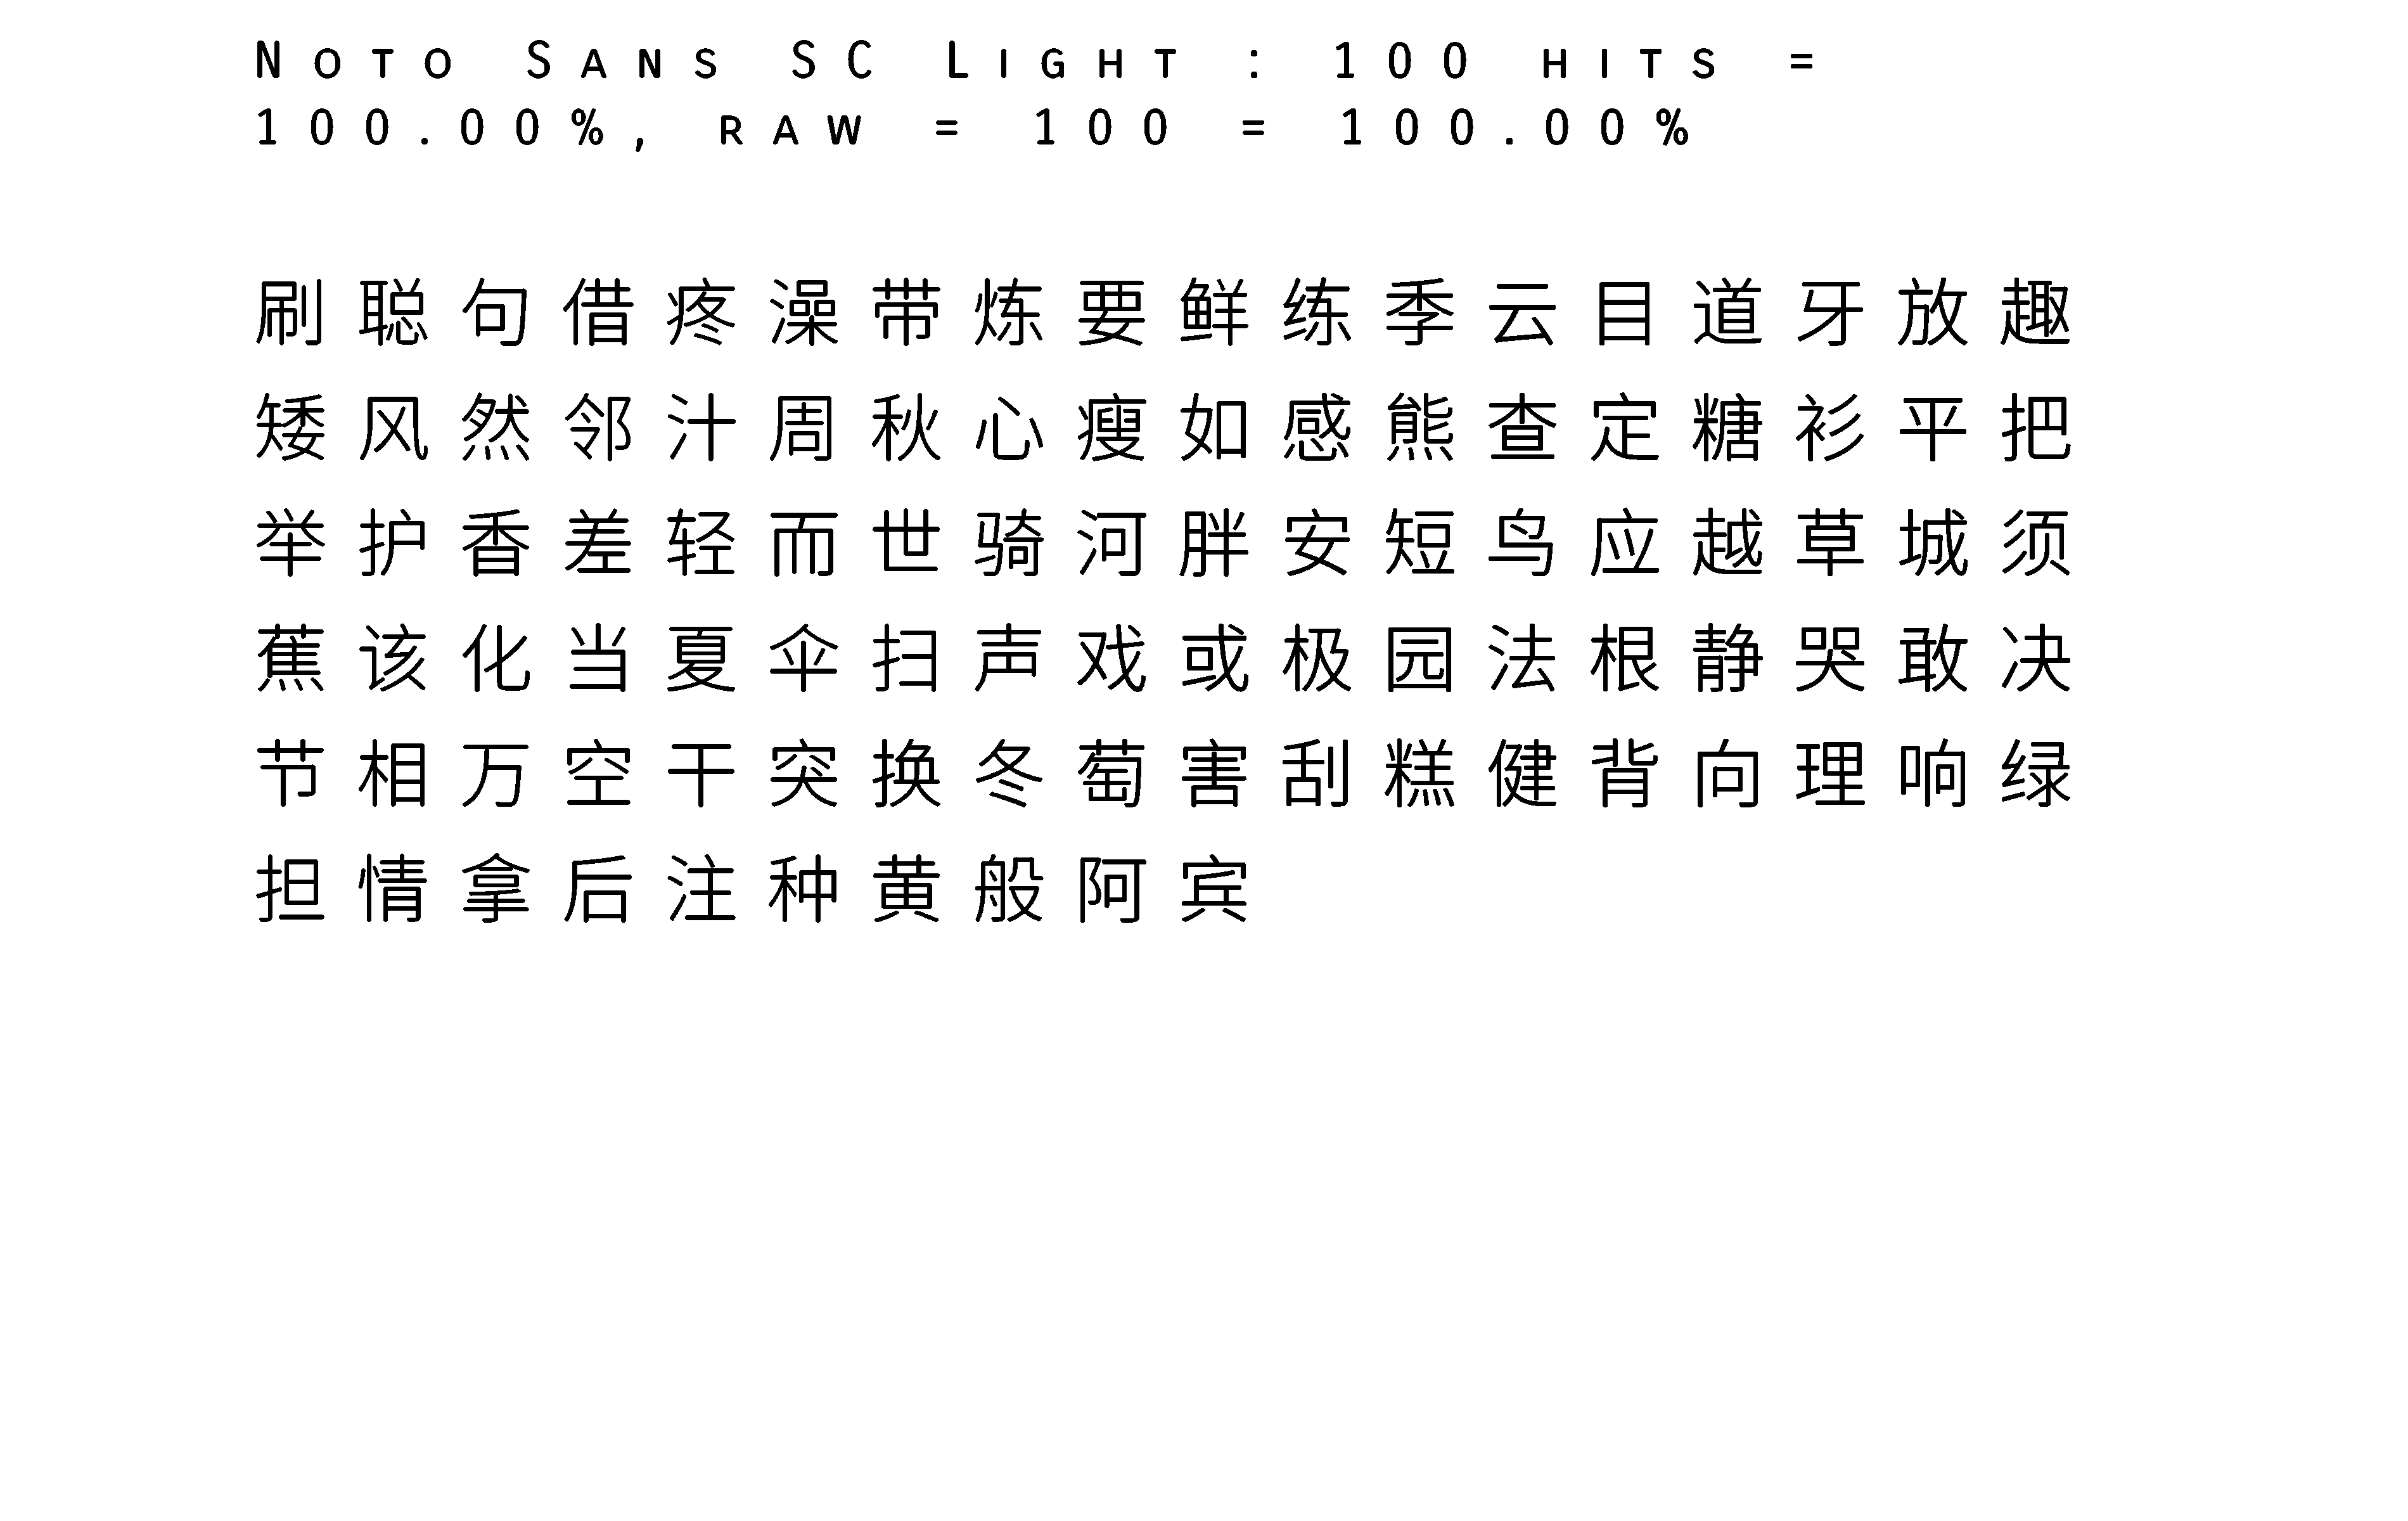 Noto Sans SC Light : 100 hits =
100.00%, raw = 100 = 100.00%
刷聪句借疼澡带炼要鲜练季云目道牙放趣
矮风然邻汁周秋心瘦如感熊查定糖衫平把
举护香差轻而世骑河胖安短鸟应越草城须
蕉该化当夏伞扫声戏或极园法根静哭敢决
节相万空干突换冬萄害刮糕健背向理响绿
担情拿后注种黄般阿宾